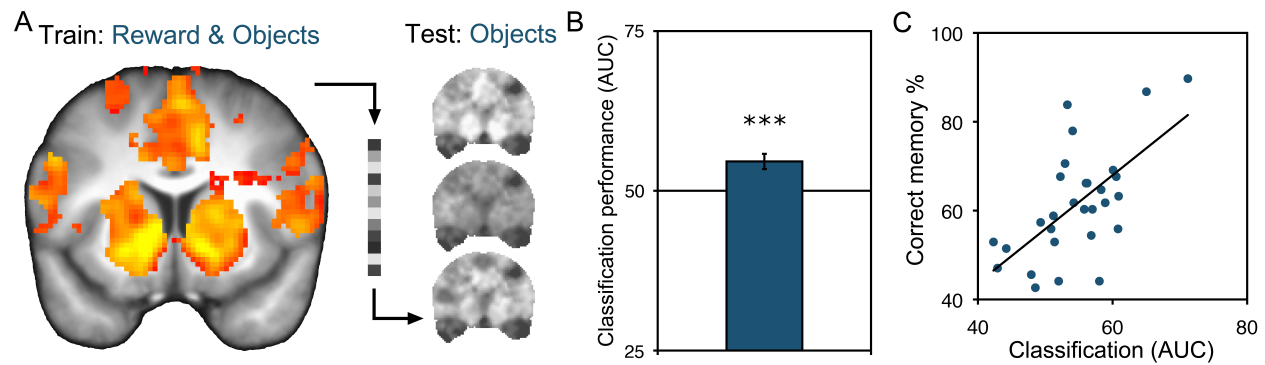 A
Train: Reward & Objects
Test: Objects
B
75
50
25
Classification performance (AUC)
***
C
100
80
60
40
Correct memory %
40 60 80
Classification (AUC)